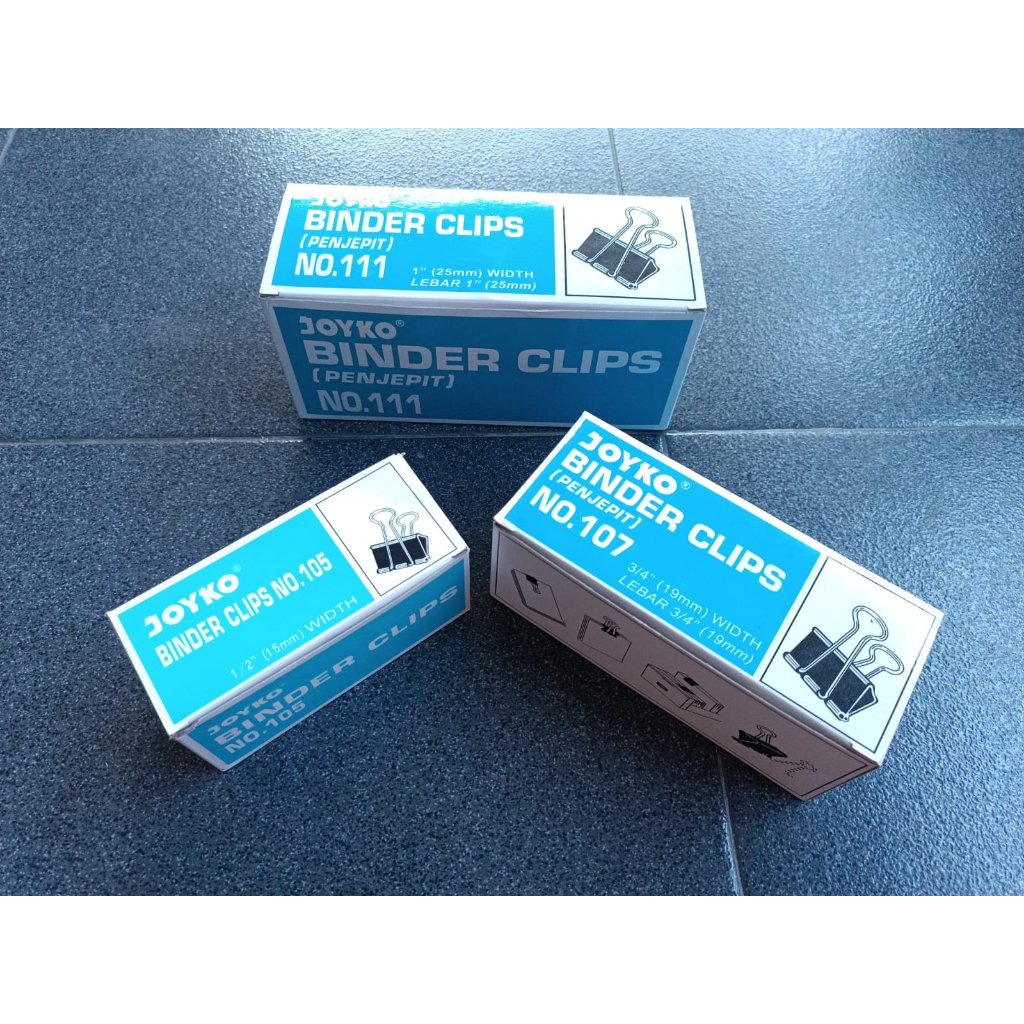 JOYKO
BINDER CLIPS
(PENJEPIT)
NO.111
1" (25mm) WIDTH
LEBAR 1" (25mm)
JOYKO®
BINDER CLIPS
(PENJEPIT)
NO.111
JOYKO®
BINDER CLIPS NO.105
1/2" (15mm) WIDTH
JOYKO
BINDER CLIPS
NO.105
JOYKO®
BINDER CLIPS
(PENJEPIT)
NO.107
3/4" (19mm) WIDTH
LEBAR 3/4" (19mm)